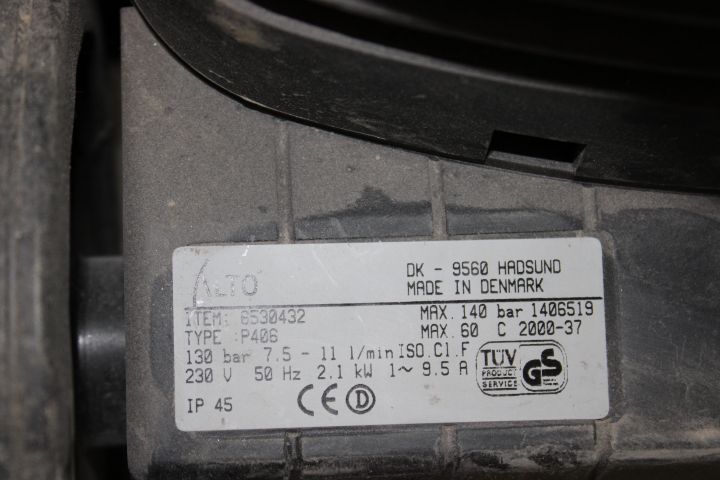 ALTO
DK - 9560 HADSUND
MADE IN DENMARK
ITEM: 6530432
MAX. 140 bar 1406519
TYPE :P406
MAX. 60 C 2000-37
130 bar 7.5 - 11 l/min ISO.Cl.F
230 V 50 Hz 2.1 kW 1~ 9.5 A
IP 45
CE D
TÜV
PRODUCT
SERVICE
GS